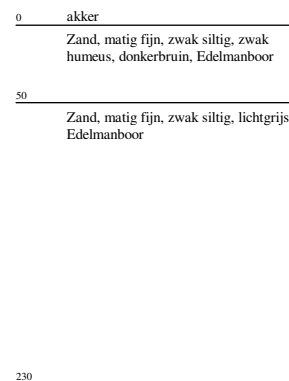 0 akker
Zand, matig fijn, zwak siltig, zwak
humeus, donkerbruin, Edelmanboor
50
Zand, matig fijn, zwak siltig, lichtgrijs
Edelmanboor
230